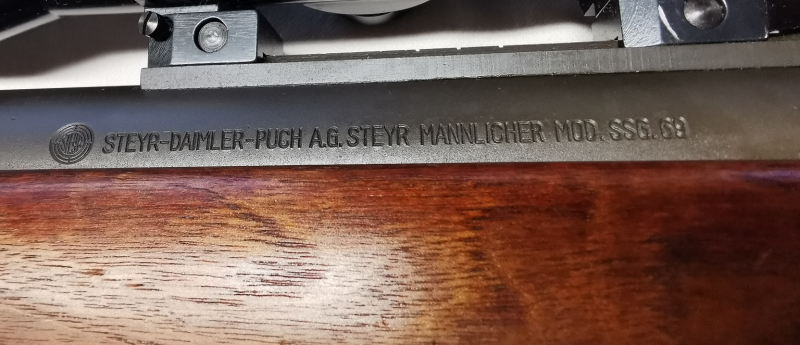 STEYR-DAIMLER-PUCH A.G. STEYR MANNLICHER MOD. SSG. 69